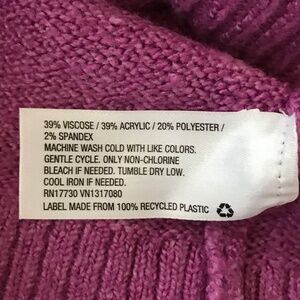 39% VISCOSE / 39% ACRYLIC / 20% POLYESTER /
2% SPANDEX
MACHINE WASH COLD WITH LIKE COLORS.
GENTLE CYCLE. ONLY NON-CHLORINE
BLEACH IF NEEDED. TUMBLE DRY LOW.
COOL IRON IF NEEDED.
RN17730 VN1317080
LABEL MADE FROM 100% RECYCLED PLASTIC